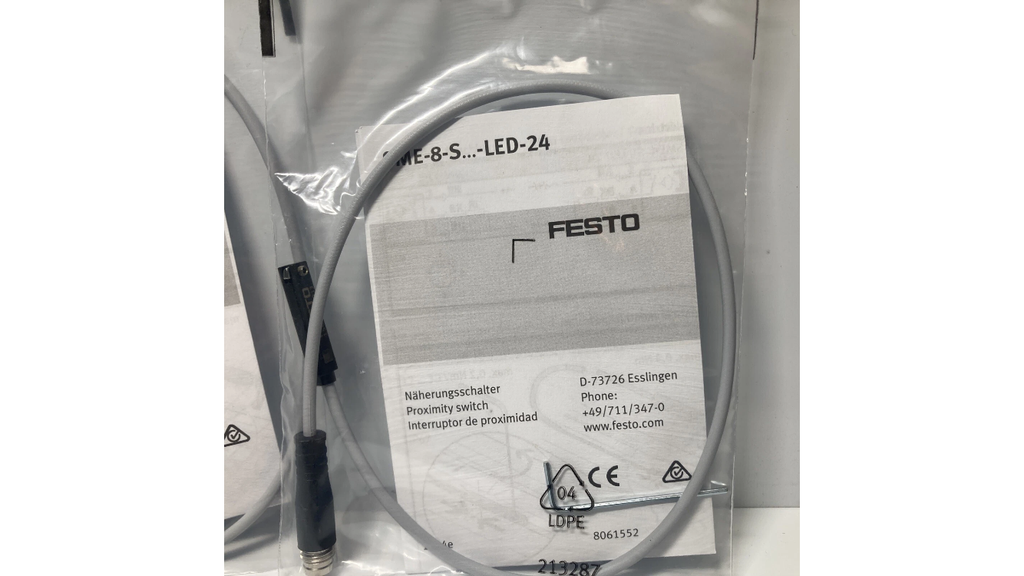 ME-8-S...-LED-24
FESTO
Näherungsschalter
Proximity switch
Interruptor de proximidad
D-73726 Esslingen
Phone:
+49/711/347-0
www.festo.com
CE
04
LDPE
8061552
213287